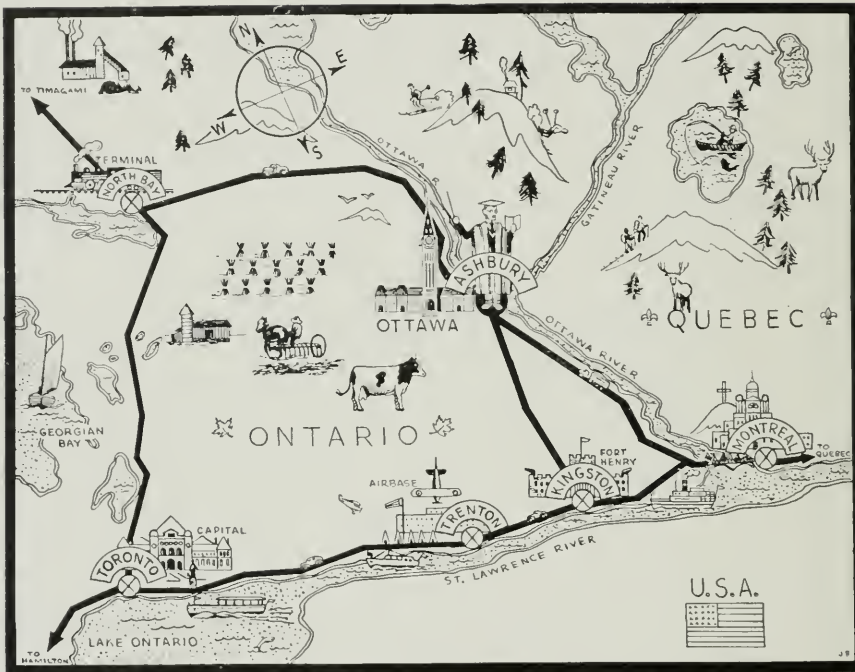 N
E
W
S
TO TIMAGAMI
TERMINAL
NORTH BAY
OTTAWA R.
GATINEAU RIVER
ASHBURY
OTTAWA
OTTAWA RIVER
QUEBEC
GEORGIAN
BAY
ONTARIO
MONTREAL
TO
QUEBEC
FORT
HENRY
KINGSTON
AIRBASE
TRENTON
CAPITAL
TORONTO
ST. LAWRENCE RIVER
LAKE ONTARIO
TO
HAMILTON
U.S.A.
J B